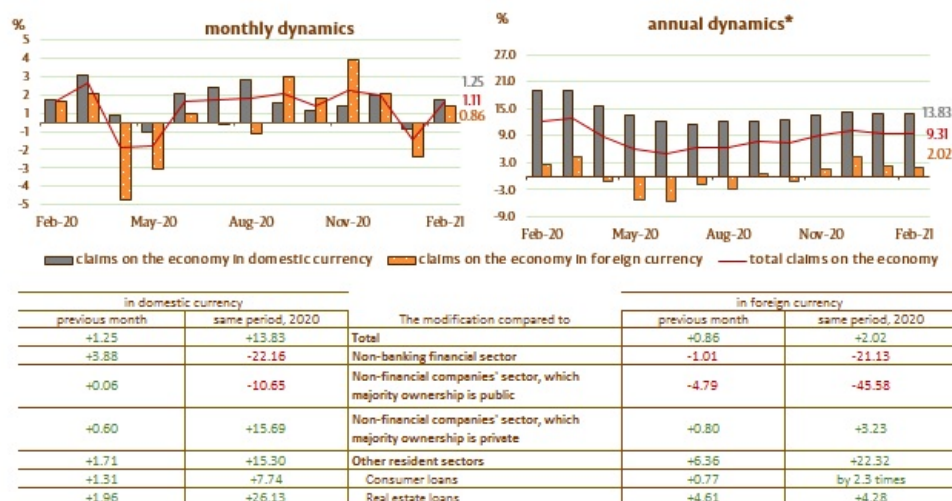 %
monthly dynamics
5
4
3
2
1
-1
-2
-3
-4
-5
1.25
1.11
0.86
Feb-20 May-20 Aug-20 Nov-20 Feb-21
%
annual dynamics*
27.0
21.0
15.0
9.0
3.0
-3.0
-9.0
13.83
9.31
2.02
Feb-20 May-20 Aug-20 Nov-20 Feb-21
claims on the economy in domestic currency claims on the economy in foreign currency total claims on the economy
in domestic currency in foreign currency
previous month same period, 2020 The modification compared to previous month same period, 2020
+1.25 +13.83 Total +0.86 +2.02
+3.88 -22.16 Non-banking financial sector -1.01 -21.13
+0.06 -10.65 Non-financial companies' sector, which
majority ownership is public -4.79 -45.58
+0.60 +15.69 Non-financial companies' sector, which
majority ownership is private +0.80 +3.23
+1.71 +15.30 Other resident sectors +6.36 +22.32
+1.31 +7.74 Consumer loans +0.77 by 2.3 times
+1.96 +26.13 Real estate loans +4.61 +4.28